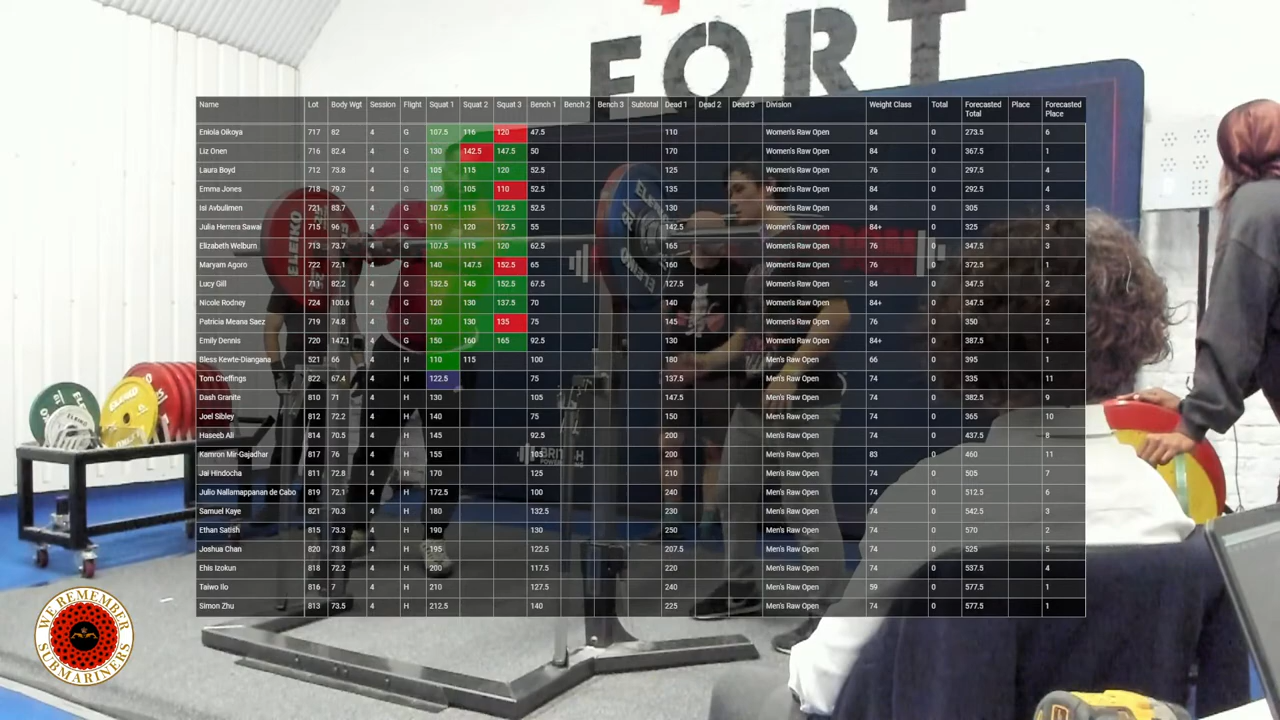 FORT
Name Lot Body Wgt Session Flight Squat 1 Squat 2 Squat 3 Bench 1 Bench 2 Bench 3 Subtotal Dead 1 Dead 2 Dead 3 Division Weight Class Total Forecasted Total Place Forecasted Place
Eniola Oikoya 717 82 4 G 107.5 116 120 47.5 110 Women's Raw Open 84 0 273.5 6
Liz Onen 716 82.4 4 G 130 142.5 147.5 50 170 Women's Raw Open 84 0 367.5 1
Laura Boyd 712 73.8 4 G 105 115 120 52.5 125 Women's Raw Open 76 0 297.5 4
Emma Jones 718 79.7 4 G 100 105 110 52.5 135 Women's Raw Open 84 0 292.5 4
Isi Avbulimen 721 83.7 4 G 107.5 115 122.5 52.5 130 Women's Raw Open 84 0 305 3
Julia Herrera Sawai 715 96 4 G 110 120 127.5 55 142.5 Women's Raw Open 84+ 0 325 3
Elizabeth Welburn 713 73.7 4 G 107.5 115 120 62.5 165 Women's Raw Open 76 0 347.5 3
Maryam Agoro 722 72.1 4 G 140 147.5 152.5 65 160 Women's Raw Open 76 0 372.5 1
Lucy Gill 711 82.2 4 G 132.5 145 152.5 67.5 127.5 Women's Raw Open 84 0 347.5 2
Nicole Rodney 724 100.6 4 G 120 130 137.5 70 140 Women's Raw Open 84+ 0 347.5 2
Patricia Meana Saez 719 74.8 4 G 120 130 135 75 145 Women's Raw Open 76 0 350 2
Emily Dennis 720 147.1 4 G 150 160 165 92.5 130 Women's Raw Open 84+ 0 387.5 1
Bless Kewte-Diangana 521 66 4 H 110 115 100 180 Men's Raw Open 66 0 395 1
Tom Cheffings 822 67.4 4 H 122.5 75 137.5 Men's Raw Open 74 0 335 11
Dash Granite 810 71 4 H 130 105 147.5 Men's Raw Open 74 0 382.5 9
Joel Sibley 812 72.2 4 H 140 75 150 Men's Raw Open 74 0 365 10
Haseeb Ali 814 70.5 4 H 145 92.5 200 Men's Raw Open 74 0 437.5 8
Kamron Mir-Gajadhar 817 76 4 H 155 105 200 Men's Raw Open 83 0 460 11
Jai Hindocha 811 72.8 4 H 170 125 210 Men's Raw Open 74 0 505 7
Julio Nallamappanan de Cabo 819 72.1 4 H 172.5 100 240 Men's Raw Open 74 0 512.5 6
Samuel Kaye 821 70.3 4 H 180 132.5 230 Men's Raw Open 74 0 542.5 3
Ethan Satish 815 73.3 4 H 190 130 250 Men's Raw Open 74 0 570 2
Joshua Chan 820 73.8 4 H 195 122.5 207.5 Men's Raw Open 74 0 525 5
Ehis Izokun 818 72.2 4 H 200 117.5 220 Men's Raw Open 74 0 537.5 4
Taiwo Ilo 816 7 4 H 210 127.5 240 Men's Raw Open 59 0 577.5 1
Simon Zhu 813 73.5 4 H 212.5 140 225 Men's Raw Open 74 0 577.5 1
ELEIKO
ELEIKO
WE REMEMBER
SUBMARINERS